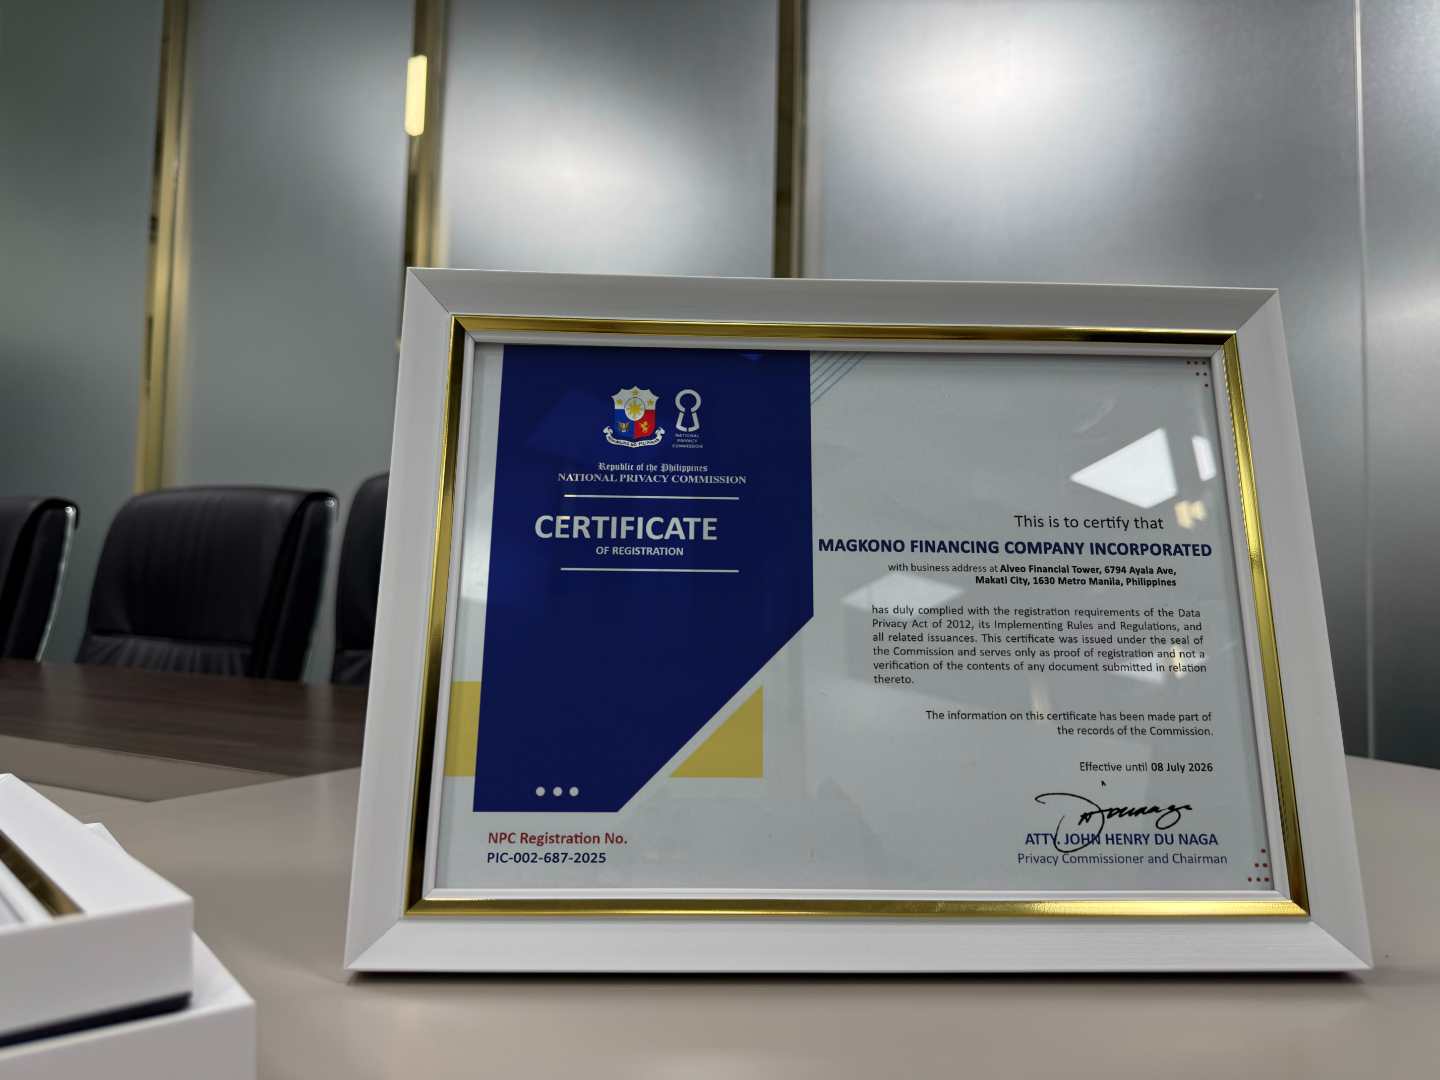 NATIONAL
PRIVACY
COMMISSION
Republic of the Philippines
NATIONAL PRIVACY COMMISSION
CERTIFICATE
OF REGISTRATION
This is to certify that
MAGKONO FINANCING COMPANY INCORPORATED
with business address at Alveo Financial Tower, 6794 Ayala Ave,
Makati City, 1630 Metro Manila, Philippines
has duly complied with the registration requirements of the Data
Privacy Act of 2012, its Implementing Rules and Regulations, and
all related issuances. This certificate was issued under the seal of
the Commission and serves only as proof of registration and not a
verification of the contents of any document submitted in relation
thereto.
The information on this certificate has been made part of
the records of the Commission.
Effective until 08 July 2026
ATTY. JOHN HENRY DU NAGA
Privacy Commissioner and Chairman
NPC Registration No.
PIC-002-687-2025